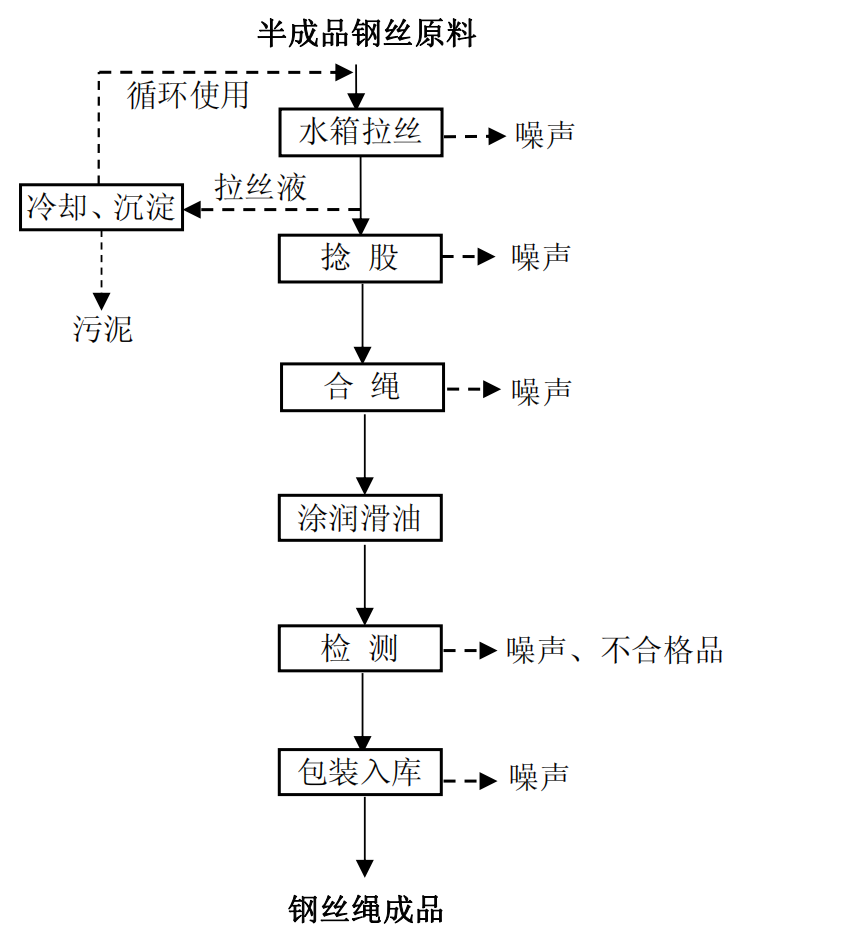 半成品钢丝原料
循环使用
水箱拉丝
噪声
拉丝液
冷却、沉淀
捻 股
噪声
污泥
合 绳
噪声
涂润滑油
检 测
噪声、不合格品
包装入库
噪声
钢丝绳成品